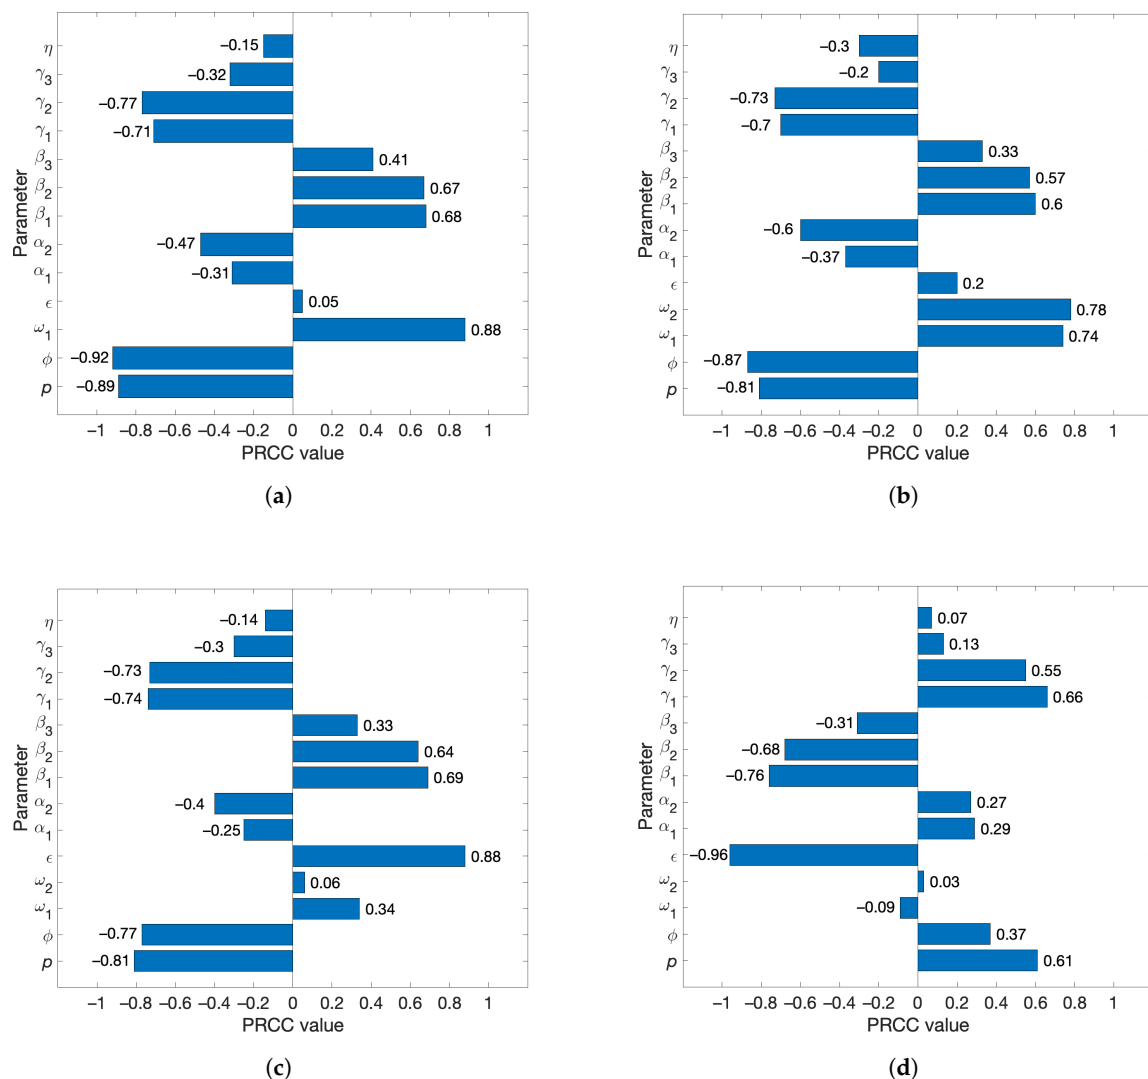 η −0.15
γ3 −0.32
γ2 −0.77
γ1 −0.71
β3 0.41
β2 0.67
β1 0.68
α2 −0.47
α1 −0.31
ϵ 0.05
ω1 0.88
ϕ −0.92
p −0.89
Parameter
−1 −0.8 −0.6 −0.4 −0.2 0 0.2 0.4 0.6 0.8 1
PRCC value
(a)
η −0.3
γ3 −0.2
γ2 −0.73
γ1 −0.7
β3 0.33
β2 0.57
β1 0.6
α2 −0.6
α1 −0.37
ϵ 0.2
ω2 0.78
ω1 0.74
ϕ −0.87
p −0.81
Parameter
−1 −0.8 −0.6 −0.4 −0.2 0 0.2 0.4 0.6 0.8 1
PRCC value
(b)
η −0.14
γ3 −0.3
γ2 −0.73
γ1 −0.74
β3 0.33
β2 0.64
β1 0.69
α2 −0.4
α1 −0.25
ϵ 0.88
ω2 0.06
ω1 0.34
ϕ −0.77
p −0.81
Parameter
−1 −0.8 −0.6 −0.4 −0.2 0 0.2 0.4 0.6 0.8 1
PRCC value
(c)
η 0.07
γ3 0.13
γ2 0.55
γ1 0.66
β3 −0.31
β2 −0.68
β1 −0.76
α2 0.27
α1 0.29
ϵ −0.96
ω2 0.03
ω1 −0.09
ϕ 0.37
p 0.61
Parameter
−1 −0.8 −0.6 −0.4 −0.2 0 0.2 0.4 0.6 0.8 1
PRCC value
(d)